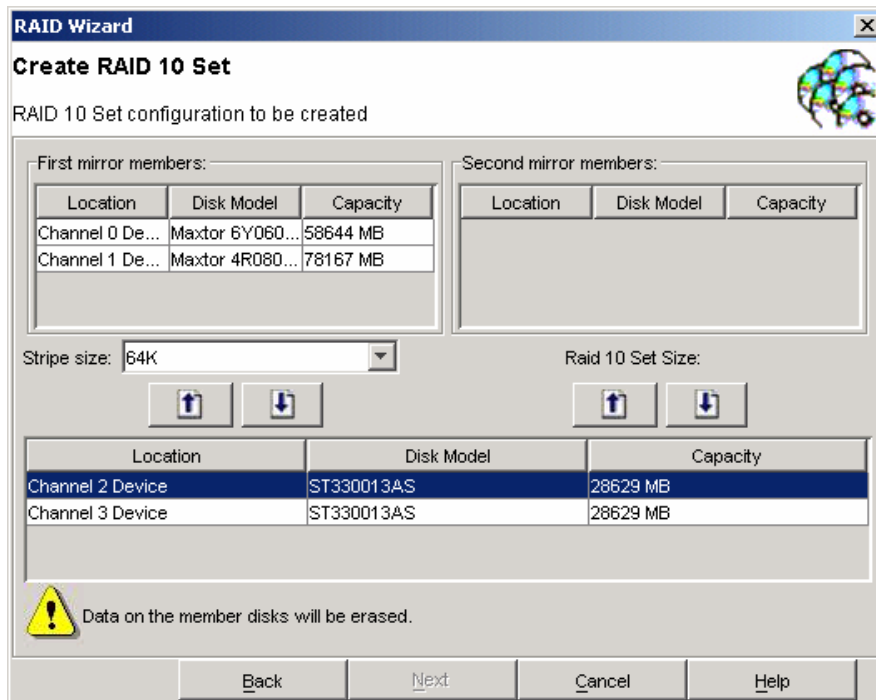 RAID Wizard
Create RAID 10 Set
RAID 10 Set configuration to be created
First mirror members:
Second mirror members:
Location Disk Model Capacity
Location Disk Model Capacity
Channel 0 De... Maxtor 6Y060... 58644 MB
Channel 1 De... Maxtor 4R080... 78167 MB
Stripe size: 64K
Raid 10 Set Size:
Location Disk Model Capacity
Channel 2 Device ST330013AS 28629 MB
Channel 3 Device ST330013AS 28629 MB
Data on the member disks will be erased.
Back Next Cancel Help